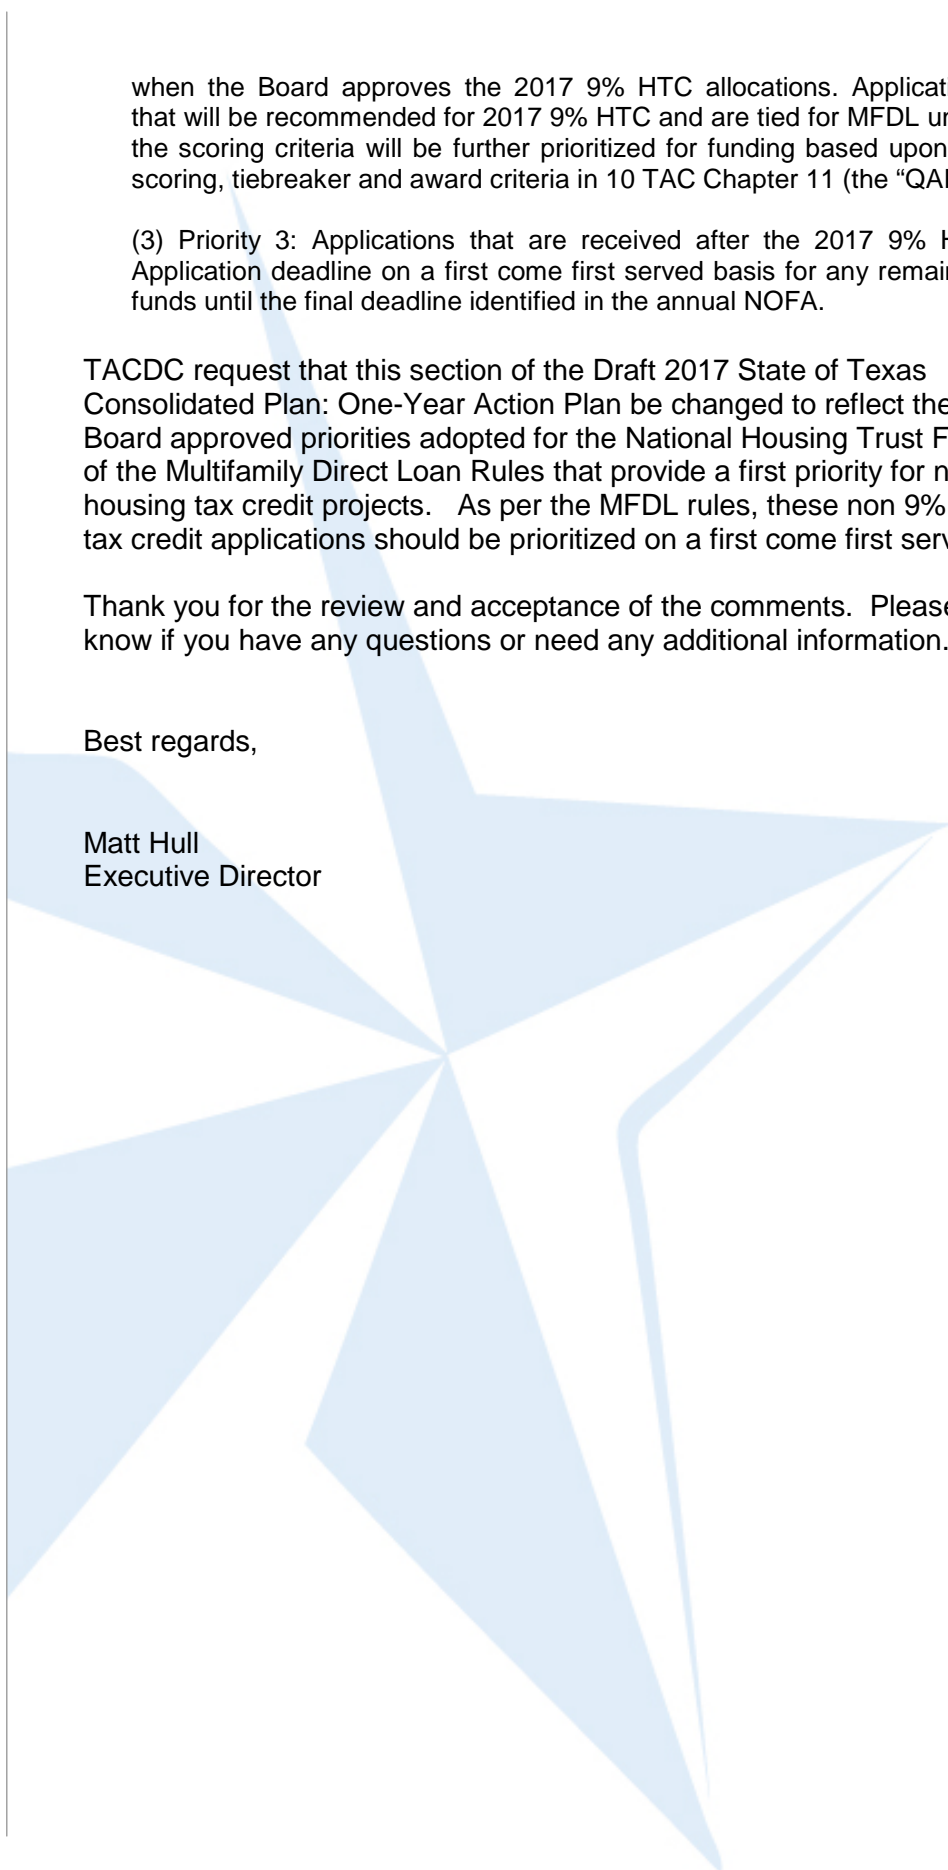 when the Board approves the 2017 9% HTC allocations.
that will be recommended for 2017 9% HTC and are tied for MFDL
the scoring criteria will be further prioritized for funding based upon
scoring, tiebreaker and award criteria in 10 TAC Chapter 11 (the
(3) Priority 3: Applications that are received after the 2017 9%
Application deadline on a first come first served basis for any
funds until the final deadline identified in the annual NOFA.
TACDC request that this section of the Draft 2017 State of Texas
Consolidated Plan: One-Year Action Plan be changed to reflect the
Board approved priorities adopted for the National Housing Trust
of the Multifamily Direct Loan Rules that provide a first priority for
housing tax credit projects. As per the MFDL rules, these non 9%
tax credit applications should be prioritized on a first come first
Thank you for the review and acceptance of the comments. Please
know if you have any questions or need any additional information.
Best regards,
Matt Hull
Executive Director